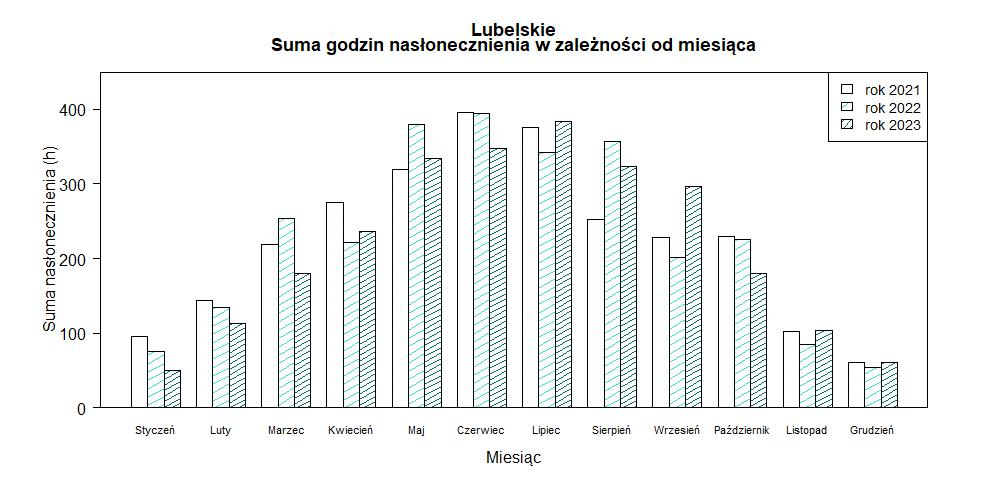 Lubelskie
Suma godzin nasłonecznienia w zależności od miesiąca
rok 2021
rok 2022
rok 2023
Suma nasłonecznienia (h)
400
300
200
100
0
Styczeń Luty Marzec Kwiecień Maj Czerwiec Lipiec Sierpień Wrzesień Październik Listopad Grudzień
Miesiąc